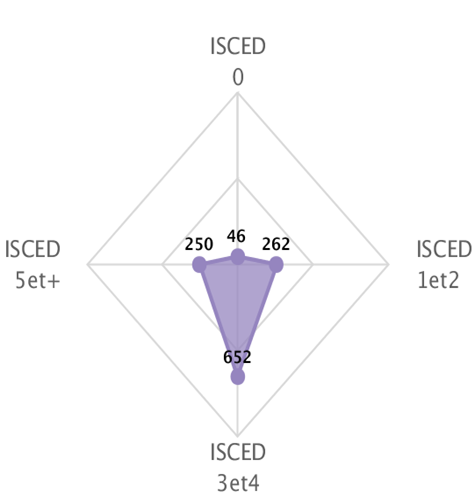 ISCED
0
250 46 262
ISCED
5et+
ISCED
1et2
652
ISCED
3et4